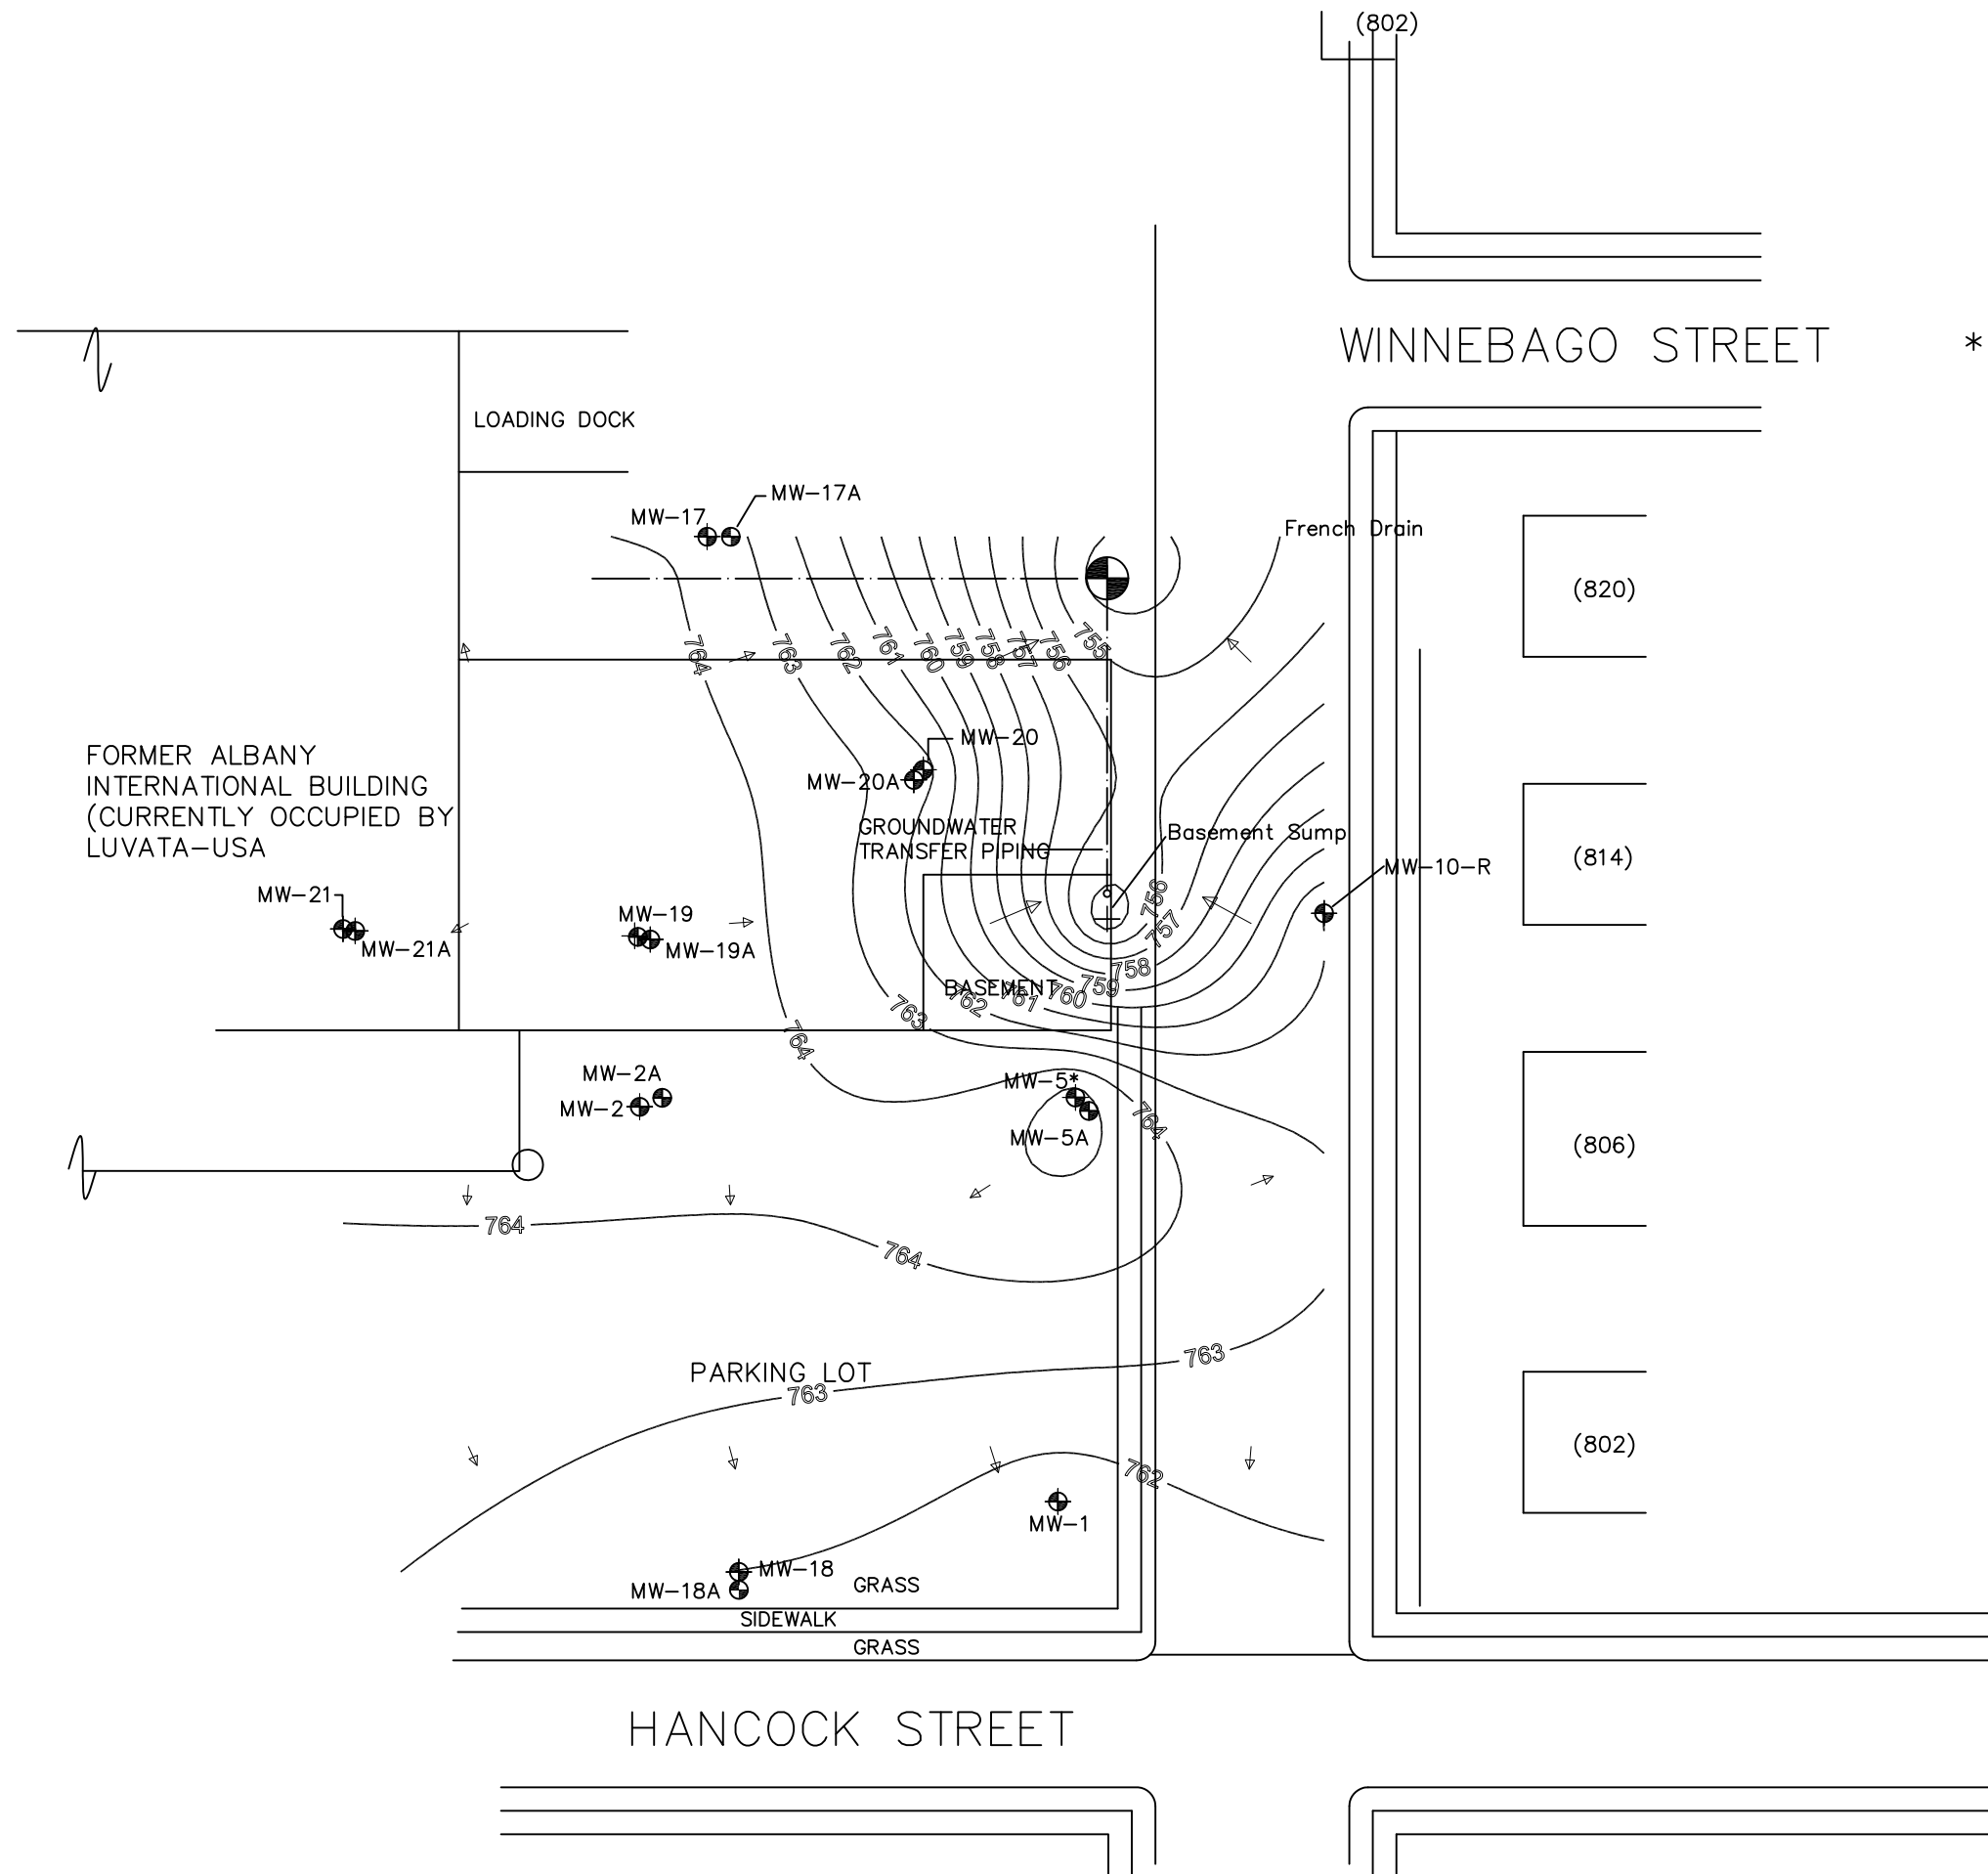 (802)
WINNEBAGO STREET *
LOADING DOCK
MW-17A
MW-17
French Drain
(820)
764
763
762
761
760
759
758
757
756
755
MW-20
MW-20A
FORMER ALBANY
INTERNATIONAL BUILDING
(CURRENTLY OCCUPIED BY
LUVATA-USA
GROUNDWATER
TRANSFER PIPING
Basement Sump
(814)
MW-10-R
MW-21
MW-21A
MW-19
MW-19A
756
757
758
759
760
761
762
763
764
BASEMENT
MW-2A
MW-2
MW-5*
MW-5A
764
(806)
764
764
763
PARKING LOT
763
(802)
762
MW-1
MW-18
MW-18A
GRASS
SIDEWALK
GRASS
HANCOCK STREET